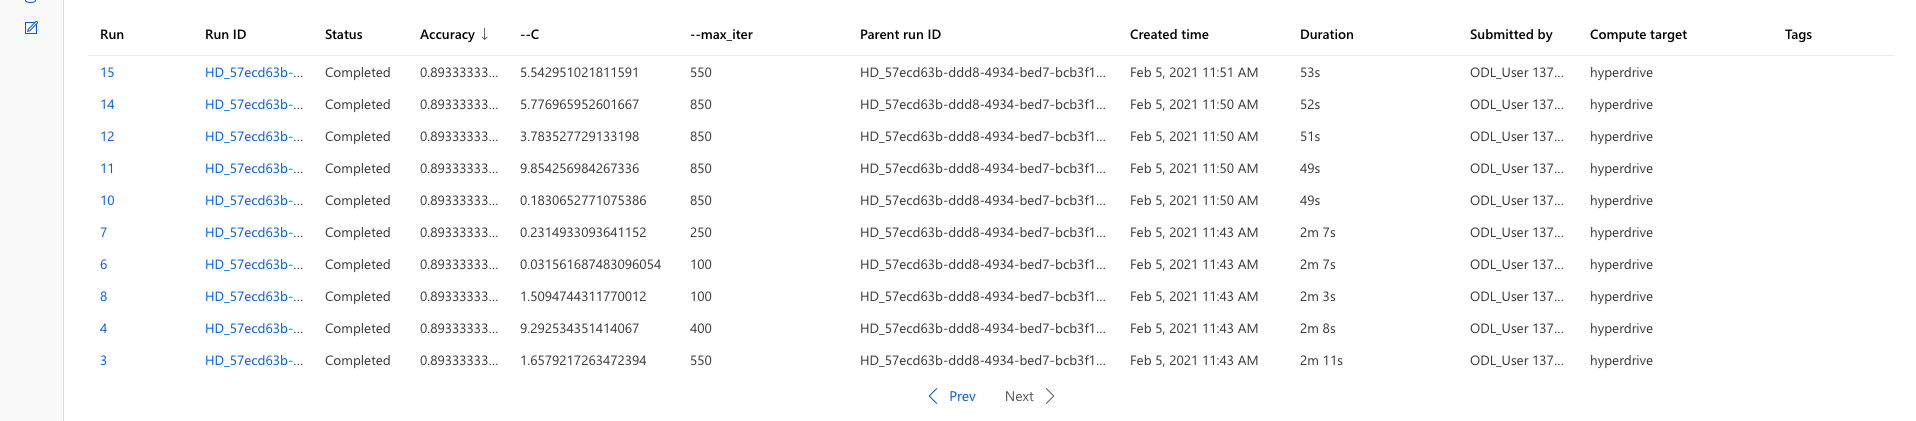 Run Run ID Status Accuracy ↓ --C --max_iter Parent run ID Created time Duration Submitted by Compute target Tags
15 HD_57ecd63b-... Completed 0.89333333... 5.542951021811591 550 HD_57ecd63b-ddd8-4934-bed7-bcb3f1... Feb 5, 2021 11:51 AM 53s ODL_User 137... hyperdrive
14 HD_57ecd63b-... Completed 0.89333333... 5.776965952601667 850 HD_57ecd63b-ddd8-4934-bed7-bcb3f1... Feb 5, 2021 11:50 AM 52s ODL_User 137... hyperdrive
12 HD_57ecd63b-... Completed 0.89333333... 3.783527729133198 850 HD_57ecd63b-ddd8-4934-bed7-bcb3f1... Feb 5, 2021 11:50 AM 51s ODL_User 137... hyperdrive
11 HD_57ecd63b-... Completed 0.89333333... 9.854256984267336 850 HD_57ecd63b-ddd8-4934-bed7-bcb3f1... Feb 5, 2021 11:50 AM 49s ODL_User 137... hyperdrive
10 HD_57ecd63b-... Completed 0.89333333... 0.1830652771075386 850 HD_57ecd63b-ddd8-4934-bed7-bcb3f1... Feb 5, 2021 11:50 AM 49s ODL_User 137... hyperdrive
7 HD_57ecd63b-... Completed 0.89333333... 0.2314933093641152 250 HD_57ecd63b-ddd8-4934-bed7-bcb3f1... Feb 5, 2021 11:43 AM 2m 7s ODL_User 137... hyperdrive
6 HD_57ecd63b-... Completed 0.89333333... 0.031561687483096054 100 HD_57ecd63b-ddd8-4934-bed7-bcb3f1... Feb 5, 2021 11:43 AM 2m 7s ODL_User 137... hyperdrive
8 HD_57ecd63b-... Completed 0.89333333... 1.5094744311770012 100 HD_57ecd63b-ddd8-4934-bed7-bcb3f1... Feb 5, 2021 11:43 AM 2m 3s ODL_User 137... hyperdrive
4 HD_57ecd63b-... Completed 0.89333333... 9.292534351414067 400 HD_57ecd63b-ddd8-4934-bed7-bcb3f1... Feb 5, 2021 11:43 AM 2m 8s ODL_User 137... hyperdrive
3 HD_57ecd63b-... Completed 0.89333333... 1.6579217263472394 550 HD_57ecd63b-ddd8-4934-bed7-bcb3f1... Feb 5, 2021 11:43 AM 2m 11s ODL_User 137... hyperdrive
Prev Next